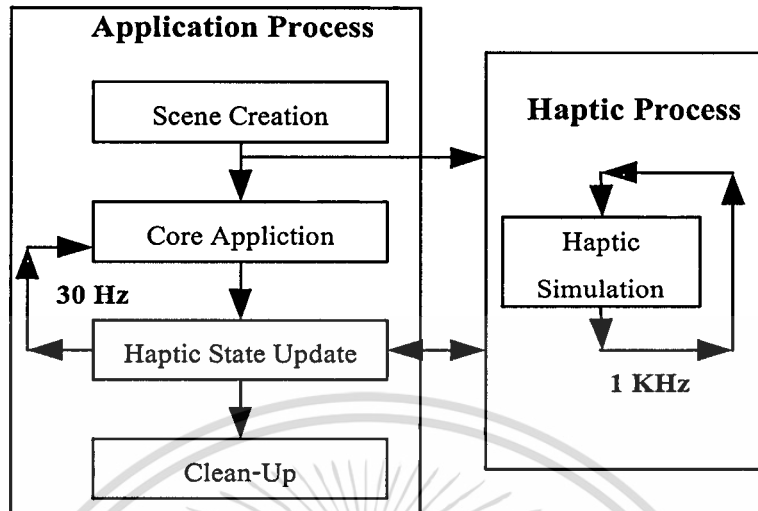 Application Process
Scene Creation
Core Appliction
30 Hz
Haptic State Update
Clean-Up
Haptic Process
Haptic
Simulation
1 KHz